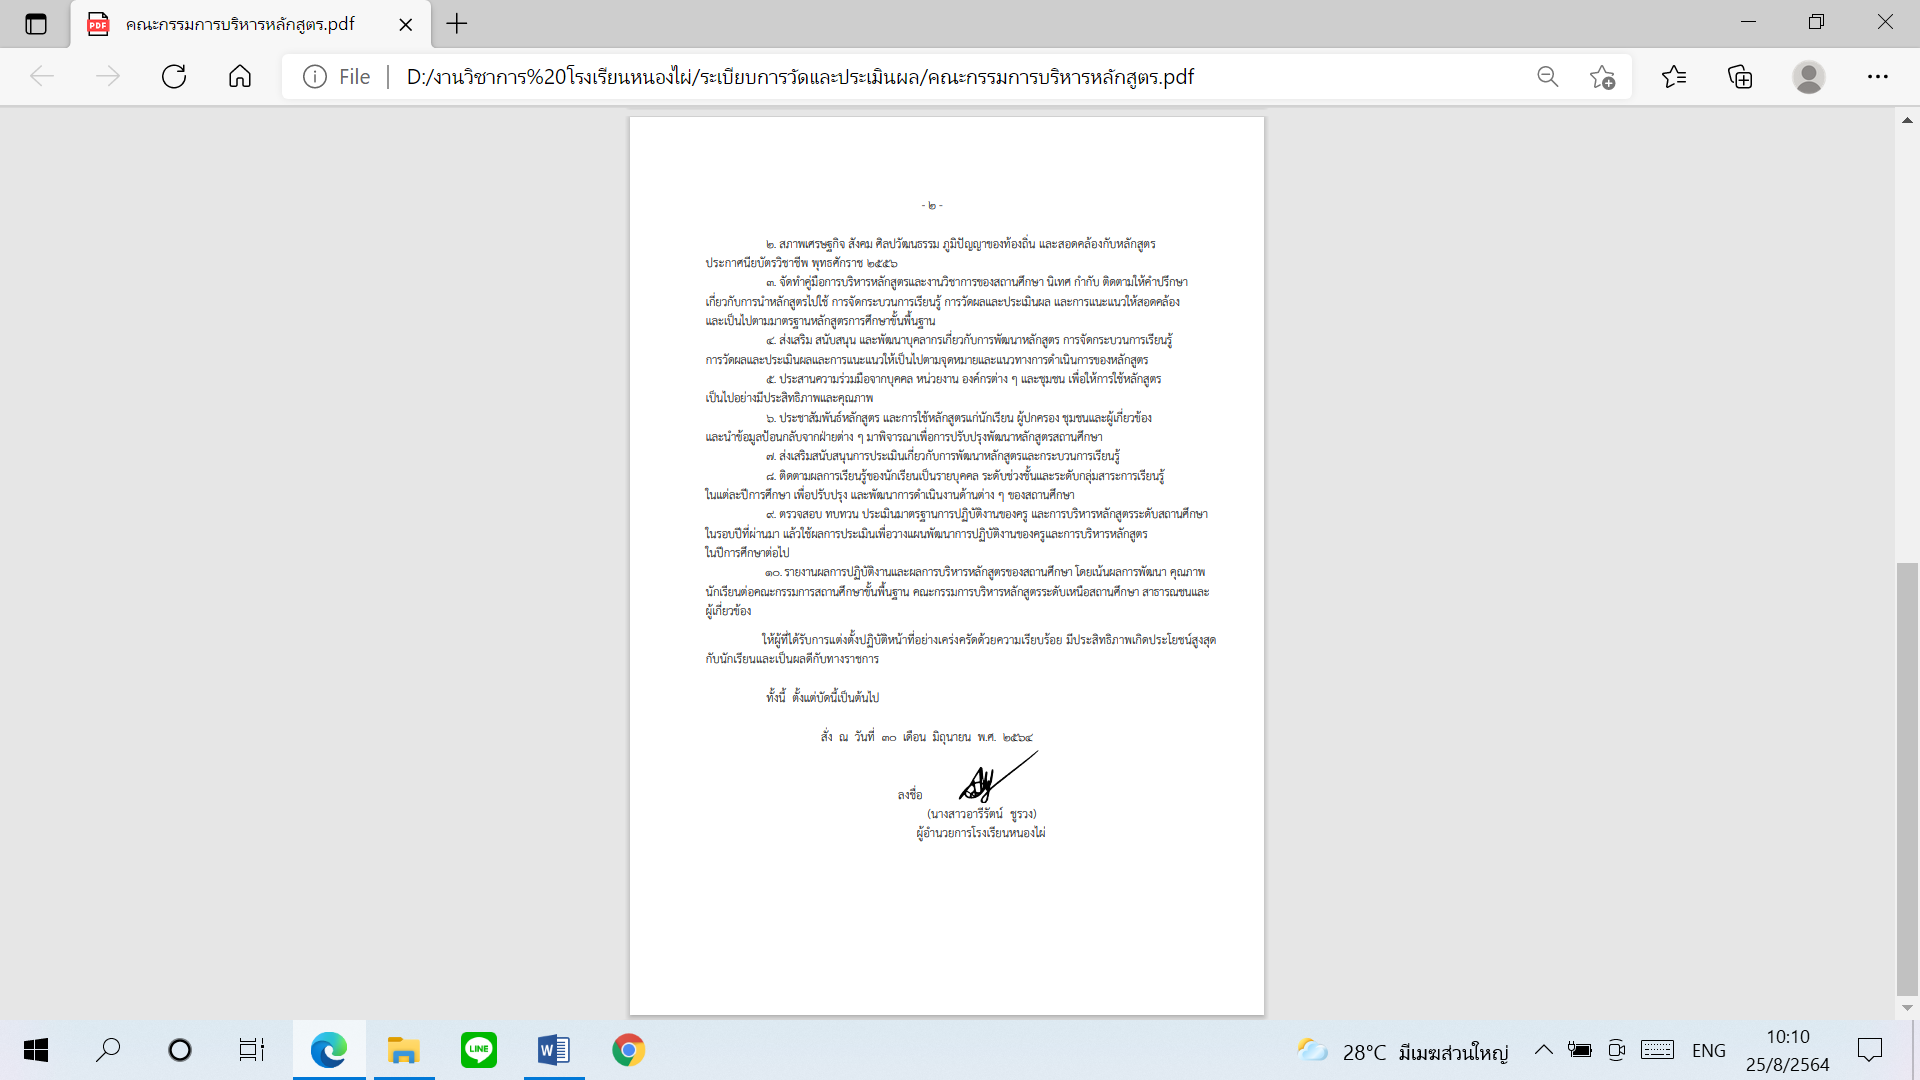 คณะกรรมการบริหารหลักสูตร.pdf
File
D:/งานวิชาการ%20โรงเรียนหนองไผ่/ระเบียบการวัดและประเมินผล/คณะกรรมการบริหารหลักสูตร.pdf
- ๒ -
๒. สภาพเศรษฐกิจ สังคม ศิลปวัฒนธรรม ภูมิปัญญาของท้องถิ่น และสอดคล้องกับหลักสูตร
ประกาศนียบัตรวิชาชีพ พุทธศักราช ๒๕๕๖
๓. จัดทำคู่มือการบริหารหลักสูตรและงานวิชาการของสถานศึกษา นิเทศ กำกับ ติดตามให้คำปรึกษา
เกี่ยวกับการนำหลักสูตรไปใช้ การจัดกระบวนการเรียนรู้ การวัดผลและประเมินผล และการแนะแนวให้สอดคล้อง
และเป็นไปตามมาตรฐานหลักสูตรการศึกษาขั้นพื้นฐาน
๔. ส่งเสริม สนับสนุน และพัฒนาบุคลากรเกี่ยวกับการพัฒนาหลักสูตร การจัดกระบวนการเรียนรู้
การวัดผลและประเมินผลและการแนะแนวให้เป็นไปตามจุดหมายและแนวทางการดำเนินการของหลักสูตร
๕. ประสานความร่วมมือจากบุคคล หน่วยงาน องค์กรต่าง ๆ และชุมชน เพื่อให้การใช้หลักสูตร
เป็นไปอย่างมีประสิทธิภาพและคุณภาพ
๖. ประชาสัมพันธ์หลักสูตร และการใช้หลักสูตรแก่นักเรียน ผู้ปกครอง ชุมชนและผู้เกี่ยวข้อง
และนำข้อมูลป้อนกลับจากฝ่ายต่าง ๆ มาพิจารณาเพื่อการปรับปรุงพัฒนาหลักสูตรสถานศึกษา
๗. ส่งเสริมสนับสนุนการประเมินเกี่ยวกับการพัฒนาหลักสูตรและกระบวนการเรียนรู้
๘. ติดตามผลการเรียนรู้ของนักเรียนเป็นรายบุคคล ระดับช่วงชั้นและระดับกลุ่มสาระการเรียนรู้
ในแต่ละปีการศึกษา เพื่อปรับปรุง และพัฒนาการดำเนินงานด้านต่าง ๆ ของสถานศึกษา
๙. ตรวจสอบ ทบทวน ประเมินมาตรฐานการปฏิบัติงานของครู และการบริหารหลักสูตรระดับสถานศึกษา
ในรอบปีที่ผ่านมา แล้วใช้ผลการประเมินเพื่อวางแผนพัฒนาการปฏิบัติงานของครูและการบริหารหลักสูตร
ในปีการศึกษาต่อไป
๑๐. รายงานผลการปฏิบัติงานและผลการบริหารหลักสูตรของสถานศึกษา โดยเน้นผลการพัฒนา คุณภาพ
นักเรียนต่อคณะกรรมการสถานศึกษาขั้นพื้นฐาน คณะกรรมการบริหารหลักสูตรระดับเหนือสถานศึกษา สาธารณชนและ
ผู้เกี่ยวข้อง
ให้ผู้ที่ได้รับการแต่งตั้งปฏิบัติหน้าที่อย่างเคร่งครัดด้วยความเรียบร้อย มีประสิทธิภาพเกิดประโยชน์สูงสุด
กับนักเรียนและเป็นผลดีกับทางราชการ
ทั้งนี้ ตั้งแต่บัดนี้เป็นต้นไป
สั่ง ณ วันที่ ๓๐ เดือน มิถุนายน พ.ศ. ๒๕๖๔
ลงชื่อ
(นางสาวอารีรัตน์ ชูรวง)
ผู้อำนวยการโรงเรียนหนองไผ่
LINE
28°C มีเมฆส่วนใหญ่
ENG
10:10
25/8/2564